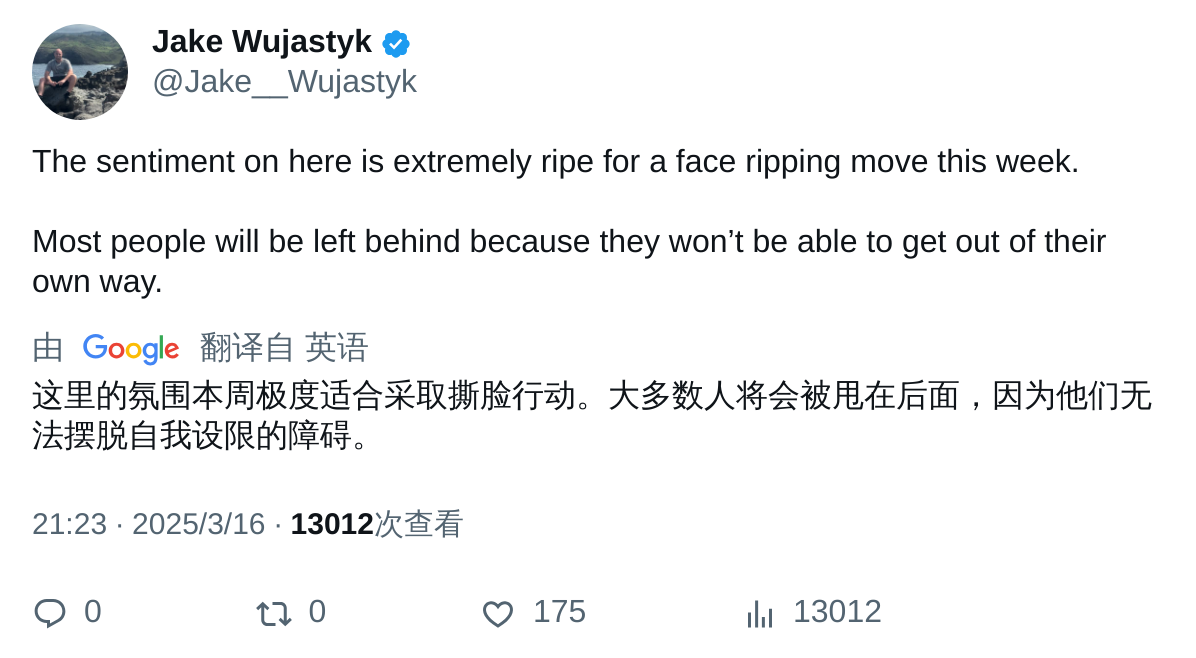 Jake Wujastyk
@Jake__Wujastyk
The sentiment on here is extremely ripe for a face ripping move this week.
Most people will be left behind because they won’t be able to get out of their
own way.
由 Google 翻译自 英语
这里的氛围本周极度适合采取撕脸行动。大多数人将会被甩在后面，因为他们无
法摆脱自我设限的障碍。
21:23 · 2025/3/16 · 13012次查看
0 0 175 13012